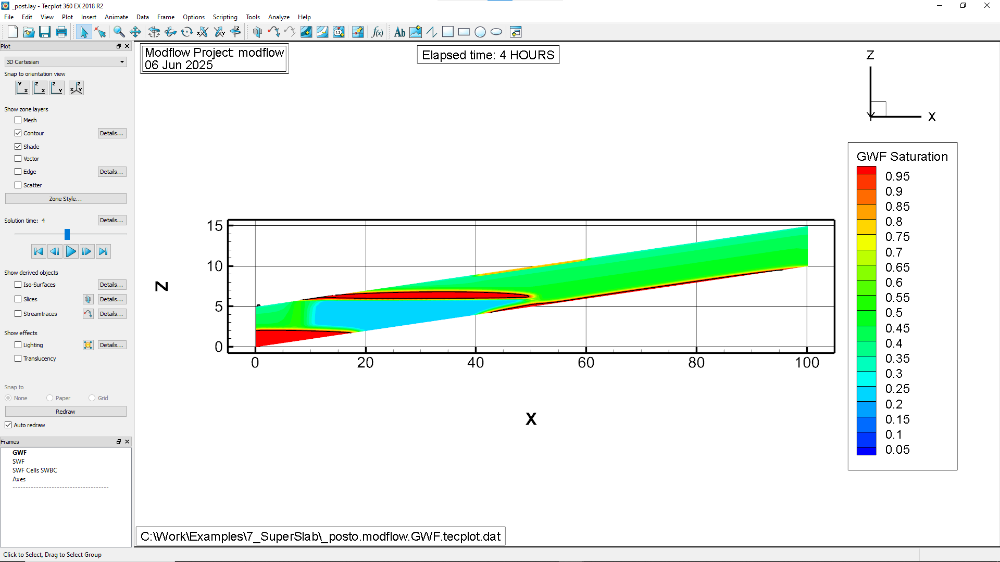 _post.lay - Tecplot 360 EX 2018 R2
File Edit View Plot Insert Animate Data Frame Options Scripting Tools Analyze Help
Plot
3D Cartesian
Snap to orientation view
Y X Z X Z Y Z X Y
Show zone layers
Mesh
Contour Details...
Shade
Vector
Edge Details...
Scatter
Zone Style...
Solution time: 4 Details...
Show derived objects
Iso-Surfaces Details...
Slices Details...
Streamtraces Details...
Show effects
Lighting Details...
Translucency
Snap to
None Paper Grid
Redraw
Auto redraw
Frames
GWF
SWF
SWF Cells SWBC
Axes
Modflow Project: modflow
06 Jun 2025
Elapsed time: 4 HOURS
Z
Y X
GWF Saturation
0.95
0.9
0.85
0.8
0.75
0.7
0.65
0.6
0.55
0.5
0.45
0.4
0.35
0.3
0.25
0.2
0.15
0.1
0.05
15
10
5
0
Z
0 20 40 60 80 100
X
C:\Work\Examples\7_SuperSlab\_posto.modflow.GWF.tecplot.dat
Click to Select, Drag to Select Group